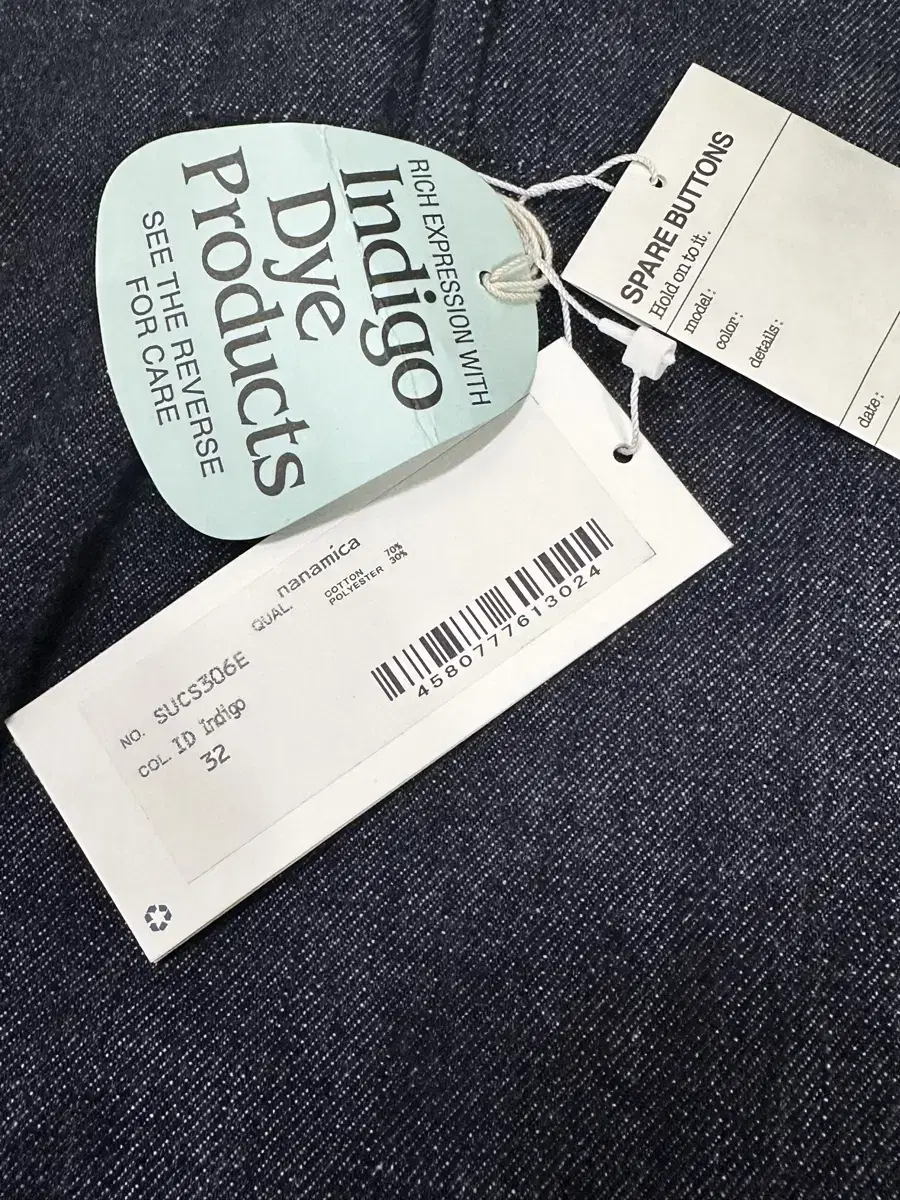 RICH EXPRESSION WITH
Indigo
Dye
Products
SEE THE REVERSE
FOR CARE
SPARE BUTTONS
Hold on to it.
model:
color:
details:
date:
nanamica
QUAL. COTTON 70%
POLYESTER 30%
NO. SUCS306E
COL. ID Indigo
32
4580777613024